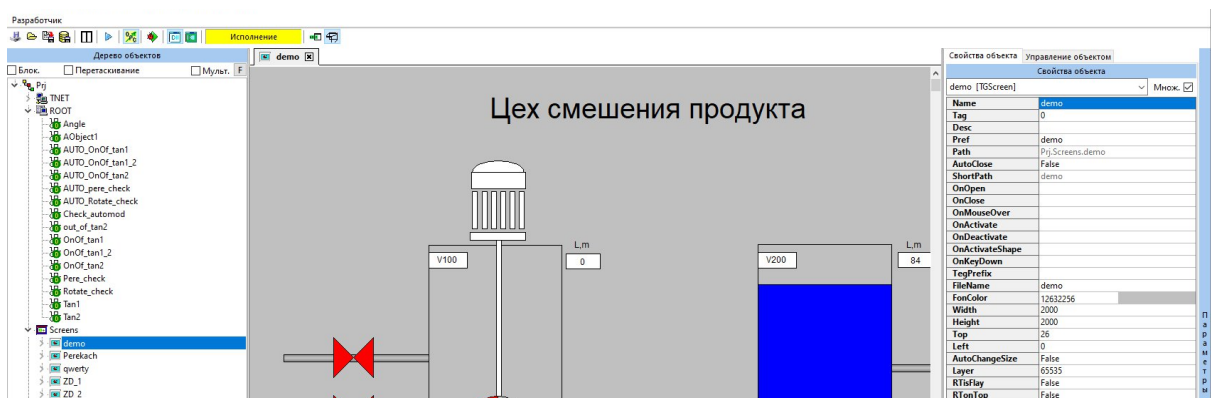 Разработчик
Исполнение
Дерево объектов
Блок. Перетаскивание Мульт. F
Prj
TNET
ROOT
Angle
AObject1
AUTO_OnOf_tan1
AUTO_OnOf_tan1_2
AUTO_OnOf_tan2
AUTO_pere_check
AUTO_Rotate_check
Check_automod
out_of_tan2
OnOf_tan1
OnOf_tan1_2
OnOf_tan2
Pere_check
Rotate_check
Tan1
Tan2
Screens
demo
Perekach
qwerty
ZD_1
ZD_2
demo
Цех смешения продукта
V100
L,m
0
V200
L,m
84
Свойства объекта Управление объектом
Свойства объекта
demo [TGScreen] Множ.
Name demo
Tag 0
Desc
Pref demo
Path Prj.Screens.demo
AutoClose False
ShortPath demo
OnOpen
OnClose
OnMouseOver
OnActivate
OnDeactivate
OnActivateShape
OnKeyDown
TegPrefix
FileName demo
FonColor 12632256
Width 2000
Height 2000
Top 26
Left 0
AutoChangeSize False
Layer 65535
RTisFlay False
RTonTop False
Параметры